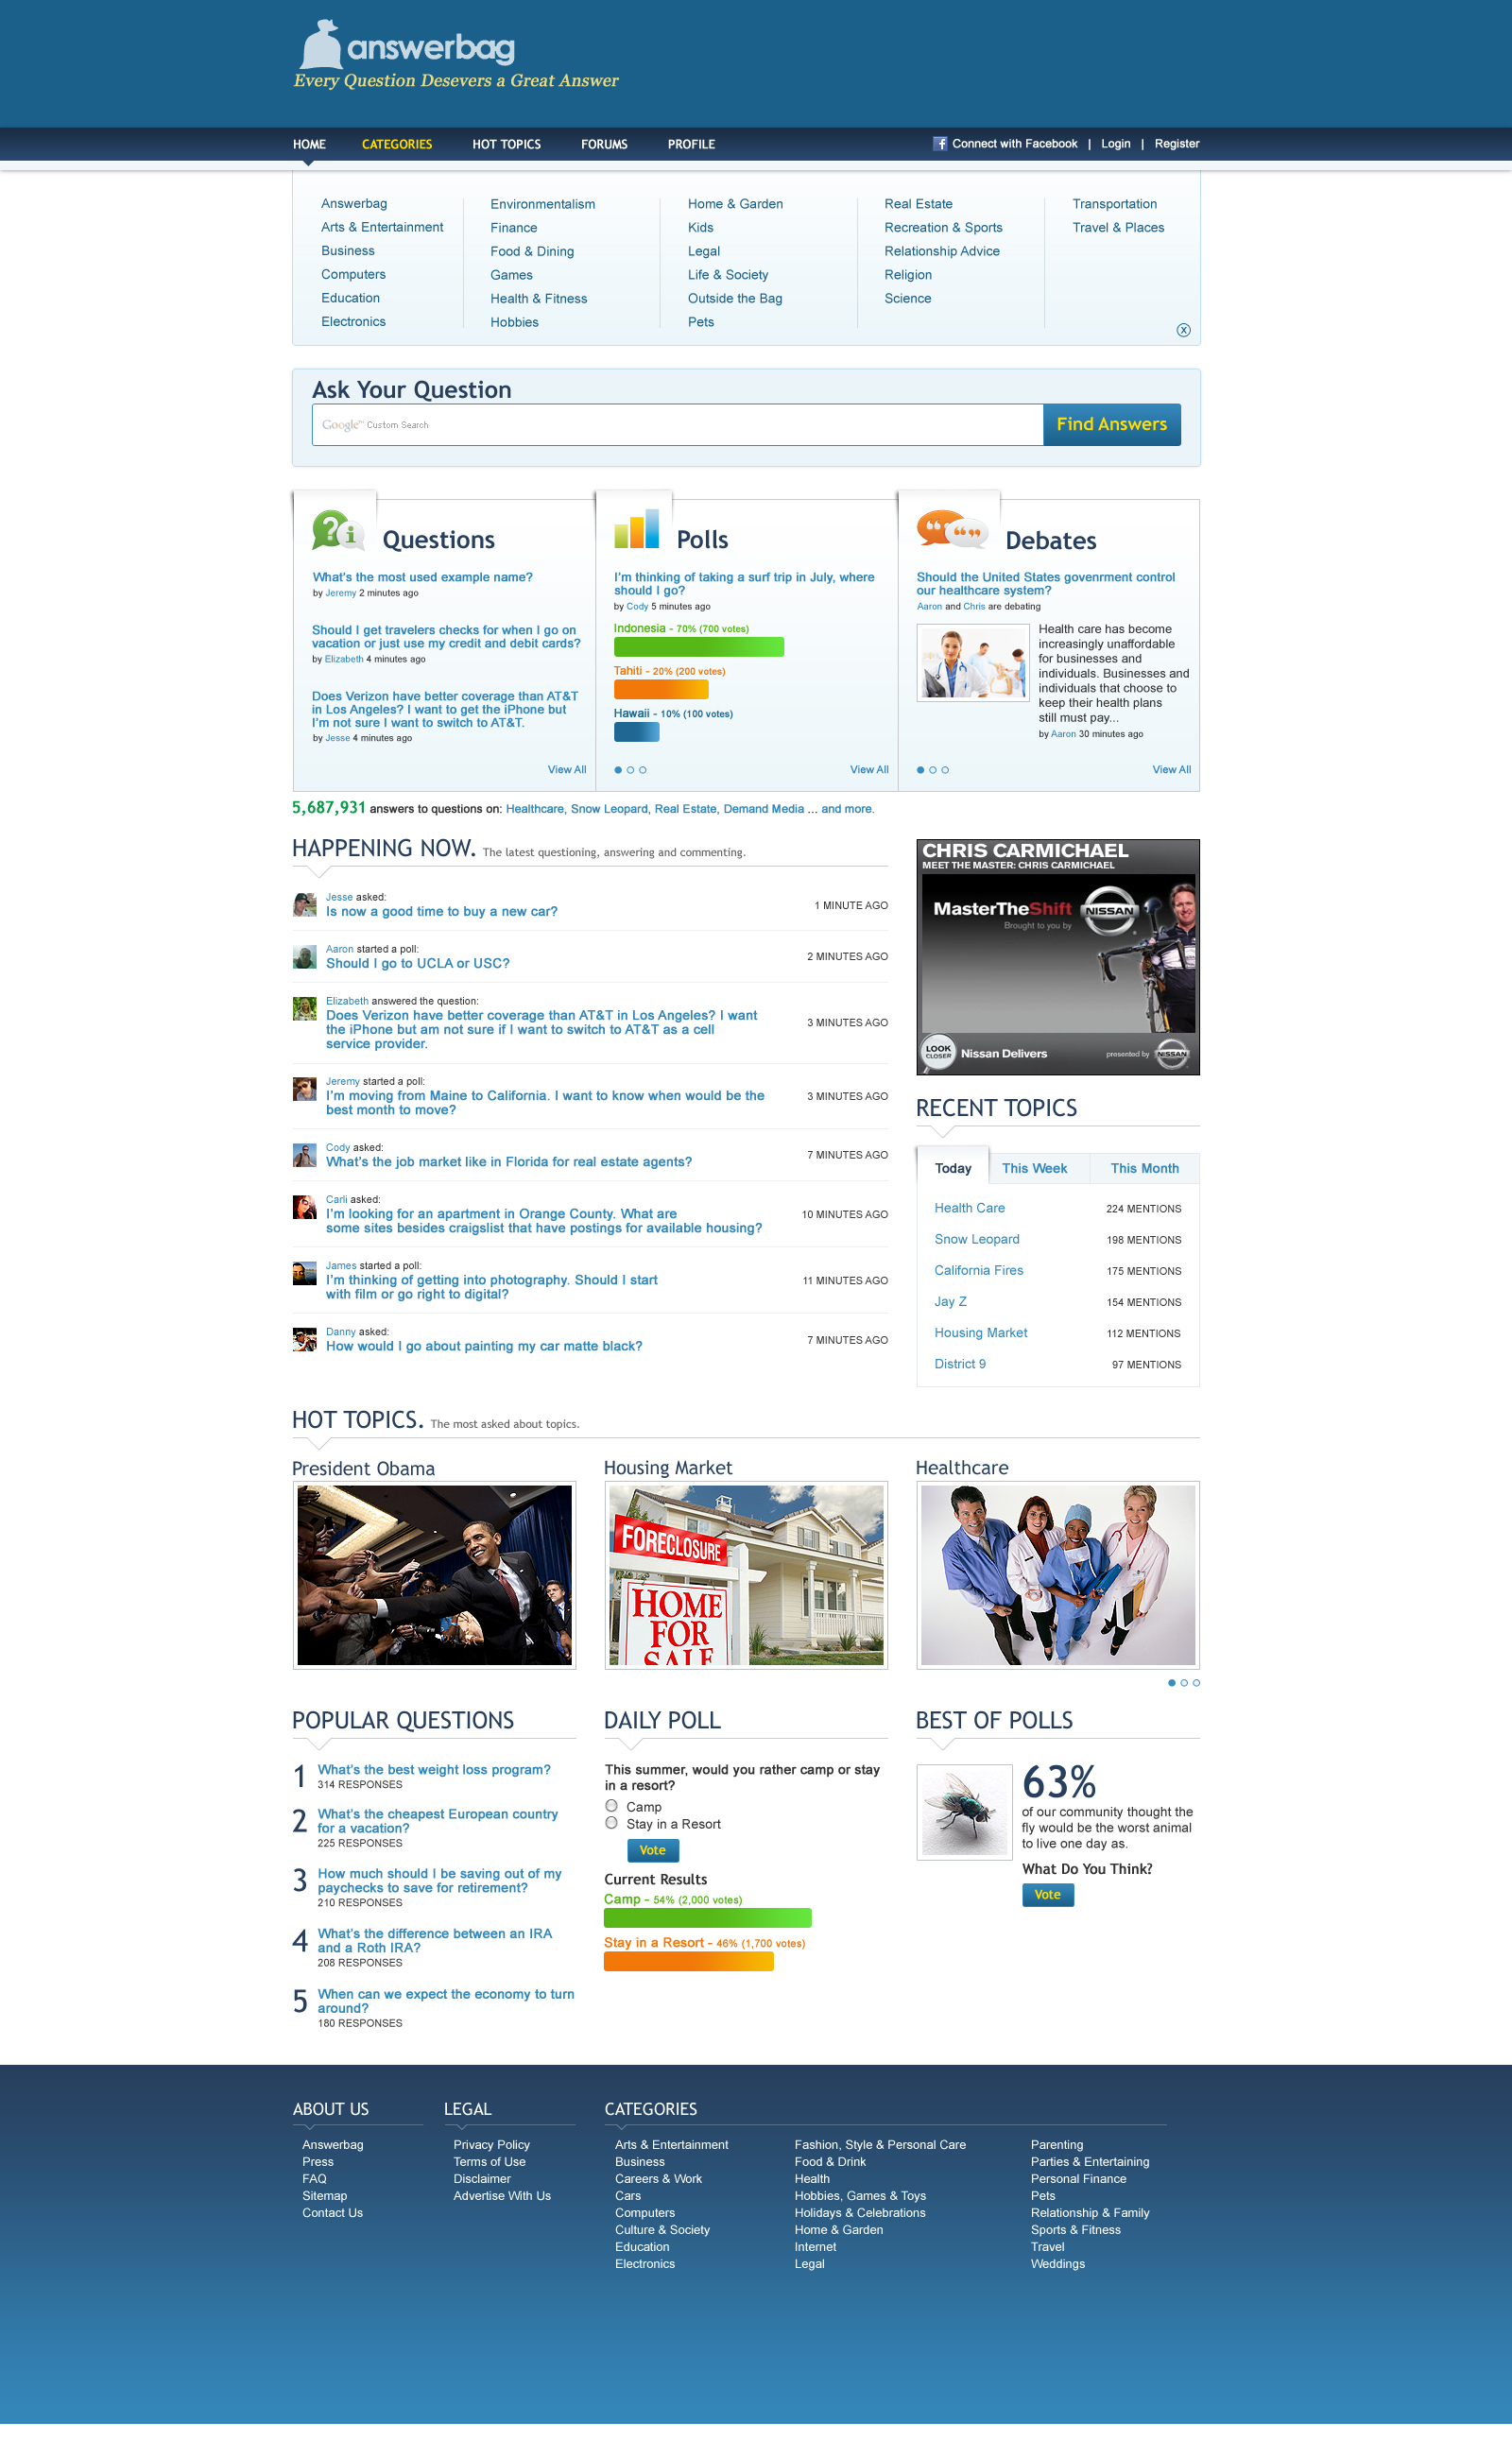 answerbag
Every Question Desevers a Great Answer
HOME CATEGORIES HOT TOPICS FORUMS PROFILE
Connect with Facebook | Login | Register
Answerbag
Arts & Entertainment
Business
Computers
Education
Electronics
Environmentalism
Finance
Food & Dining
Games
Health & Fitness
Hobbies
Home & Garden
Kids
Legal
Life & Society
Outside the Bag
Pets
Real Estate
Recreation & Sports
Relationship Advice
Religion
Science
Transportation
Travel & Places
x
Ask Your Question
Google™ Custom Search
Find Answers
Questions
What's the most used example name?
by Jeremy 2 minutes ago
Should I get travelers checks for when I go on
vacation or just use my credit and debit cards?
by Elizabeth 4 minutes ago
Does Verizon have better coverage than AT&T
in Los Angeles? I want to get the iPhone but
I'm not sure I want to switch to AT&T.
by Jesse 4 minutes ago
View All
Polls
I'm thinking of taking a surf trip in July, where
should I go?
by Cody 5 minutes ago
Indonesia - 70% (700 votes)
Tahiti - 20% (200 votes)
Hawaii - 10% (100 votes)
View All
Debates
Should the United States govenrment control
our healthcare system?
Aaron and Chris are debating
Health care has become
increasingly unaffordable
for businesses and
individuals. Businesses and
individuals that choose to
keep their health plans
still must pay...
by Aaron 30 minutes ago
View All
5,687,931 answers to questions on: Healthcare, Snow Leopard, Real Estate, Demand Media ... and more.
HAPPENING NOW. The latest questioning, answering and commenting.
Jesse asked:
Is now a good time to buy a new car?
1 MINUTE AGO
Aaron started a poll:
Should I go to UCLA or USC?
2 MINUTES AGO
Elizabeth answered the question:
Does Verizon have better coverage than AT&T in Los Angeles? I want
the iPhone but am not sure if I want to switch to AT&T as a cell
service provider.
3 MINUTES AGO
Jeremy started a poll:
I'm moving from Maine to California. I want to know when would be the
best month to move?
3 MINUTES AGO
Cody asked:
What's the job market like in Florida for real estate agents?
7 MINUTES AGO
Carli asked:
I'm looking for an apartment in Orange County. What are
some sites besides craigslist that have postings for available housing?
10 MINUTES AGO
James started a poll:
I'm thinking of getting into photography. Should I start
with film or go right to digital?
11 MINUTES AGO
Danny asked:
How would I go about painting my car matte black?
7 MINUTES AGO
CHRIS CARMICHAEL
MEET THE MASTER: CHRIS CARMICHAEL
MasterTheShift
Brought to you by
NISSAN
LOOK
CLOSER
Nissan Delivers
presented by
NISSAN
RECENT TOPICS
Today This Week This Month
Health Care 224 MENTIONS
Snow Leopard 198 MENTIONS
California Fires 175 MENTIONS
Jay Z 154 MENTIONS
Housing Market 112 MENTIONS
District 9 97 MENTIONS
HOT TOPICS. The most asked about topics.
President Obama
Housing Market
FORECLOSURE
HOME
FOR
SALE
Healthcare
POPULAR QUESTIONS
1 What's the best weight loss program?
314 RESPONSES
2 What's the cheapest European country
for a vacation?
225 RESPONSES
3 How much should I be saving out of my
paychecks to save for retirement?
210 RESPONSES
4 What's the difference between an IRA
and a Roth IRA?
208 RESPONSES
5 When can we expect the economy to turn
around?
180 RESPONSES
DAILY POLL
This summer, would you rather camp or stay
in a resort?
Camp
Stay in a Resort
Vote
Current Results
Camp - 54% (2,000 votes)
Stay in a Resort - 46% (1,700 votes)
BEST OF POLLS
63%
of our community thought the
fly would be the worst animal
to live one day as.
What Do You Think?
Vote
ABOUT US
Answerbag
Press
FAQ
Sitemap
Contact Us
LEGAL
Privacy Policy
Terms of Use
Disclaimer
Advertise With Us
CATEGORIES
Arts & Entertainment
Business
Careers & Work
Cars
Computers
Culture & Society
Education
Electronics
Fashion, Style & Personal Care
Food & Drink
Health
Hobbies, Games & Toys
Holidays & Celebrations
Home & Garden
Internet
Legal
Parenting
Parties & Entertaining
Personal Finance
Pets
Relationship & Family
Sports & Fitness
Travel
Weddings